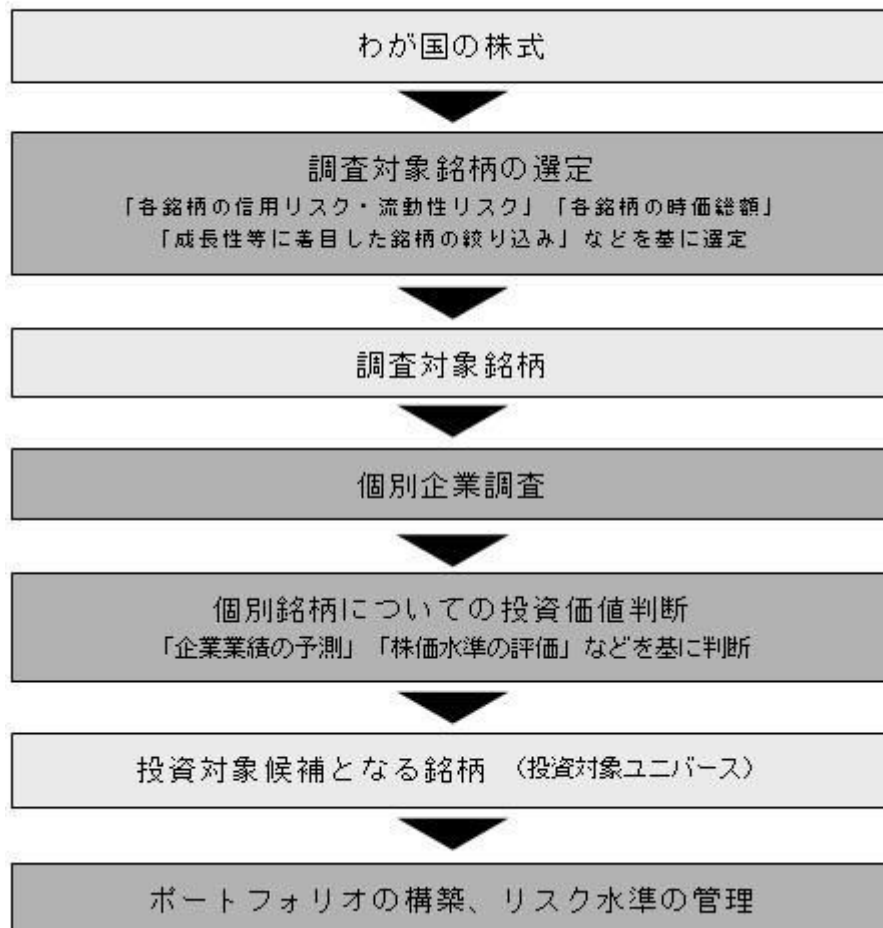 わが国の株式
調査対象銘柄の選定
「各銘柄の信用リスク・流動性リスク」「各銘柄の時価総額」
「成長性等に着目した銘柄の絞り込み」などを基に選定
調査対象銘柄
個別企業調査
個別銘柄についての投資価値判断
「企業業績の予測」「株価水準の評価」などを基に判断
投資対象候補となる銘柄 (投資対象ユニバース)
ポートフォリオの構築、リスク水準の管理